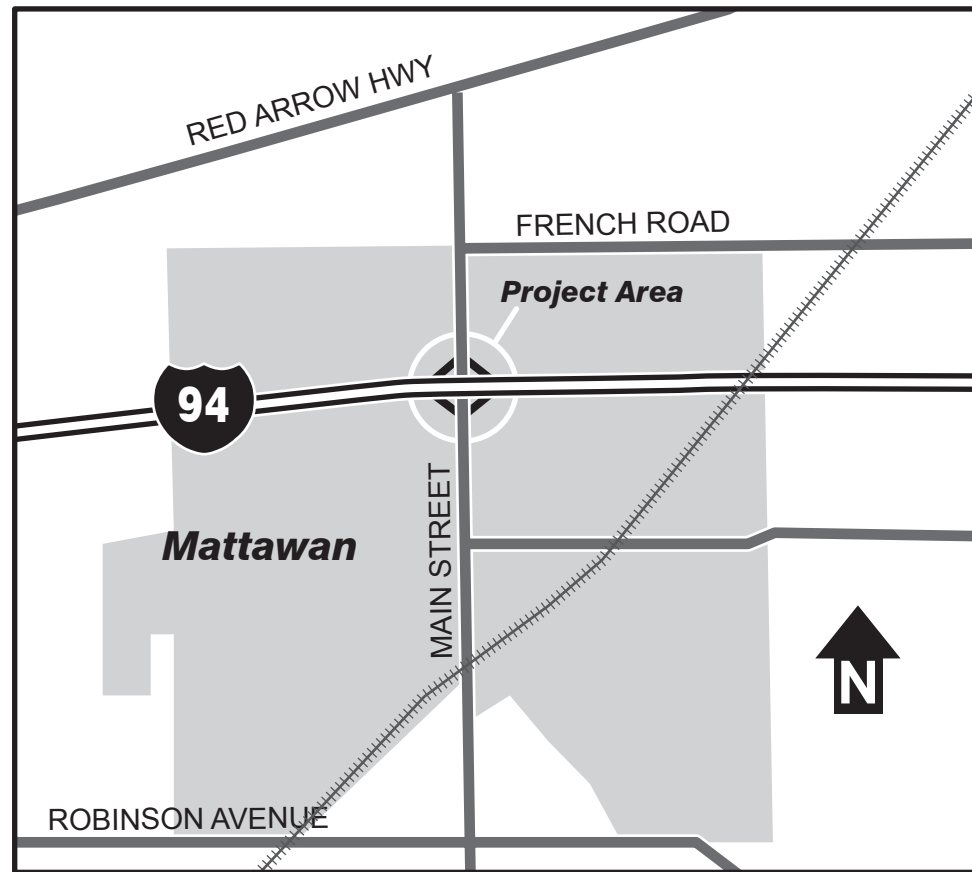 RED ARROW HWY
FRENCH ROAD
Project Area
94
MAIN STREET
Mattawan
N
ROBINSON AVENUE